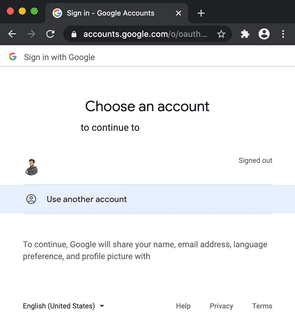 Sign in - Google Accounts
accounts.google.com/o/oauth...
Sign in with Google
Choose an account
to continue to
Signed out
Use another account
To continue, Google will share your name, email address, language
preference, and profile picture with
English (United States)
Help Privacy Terms